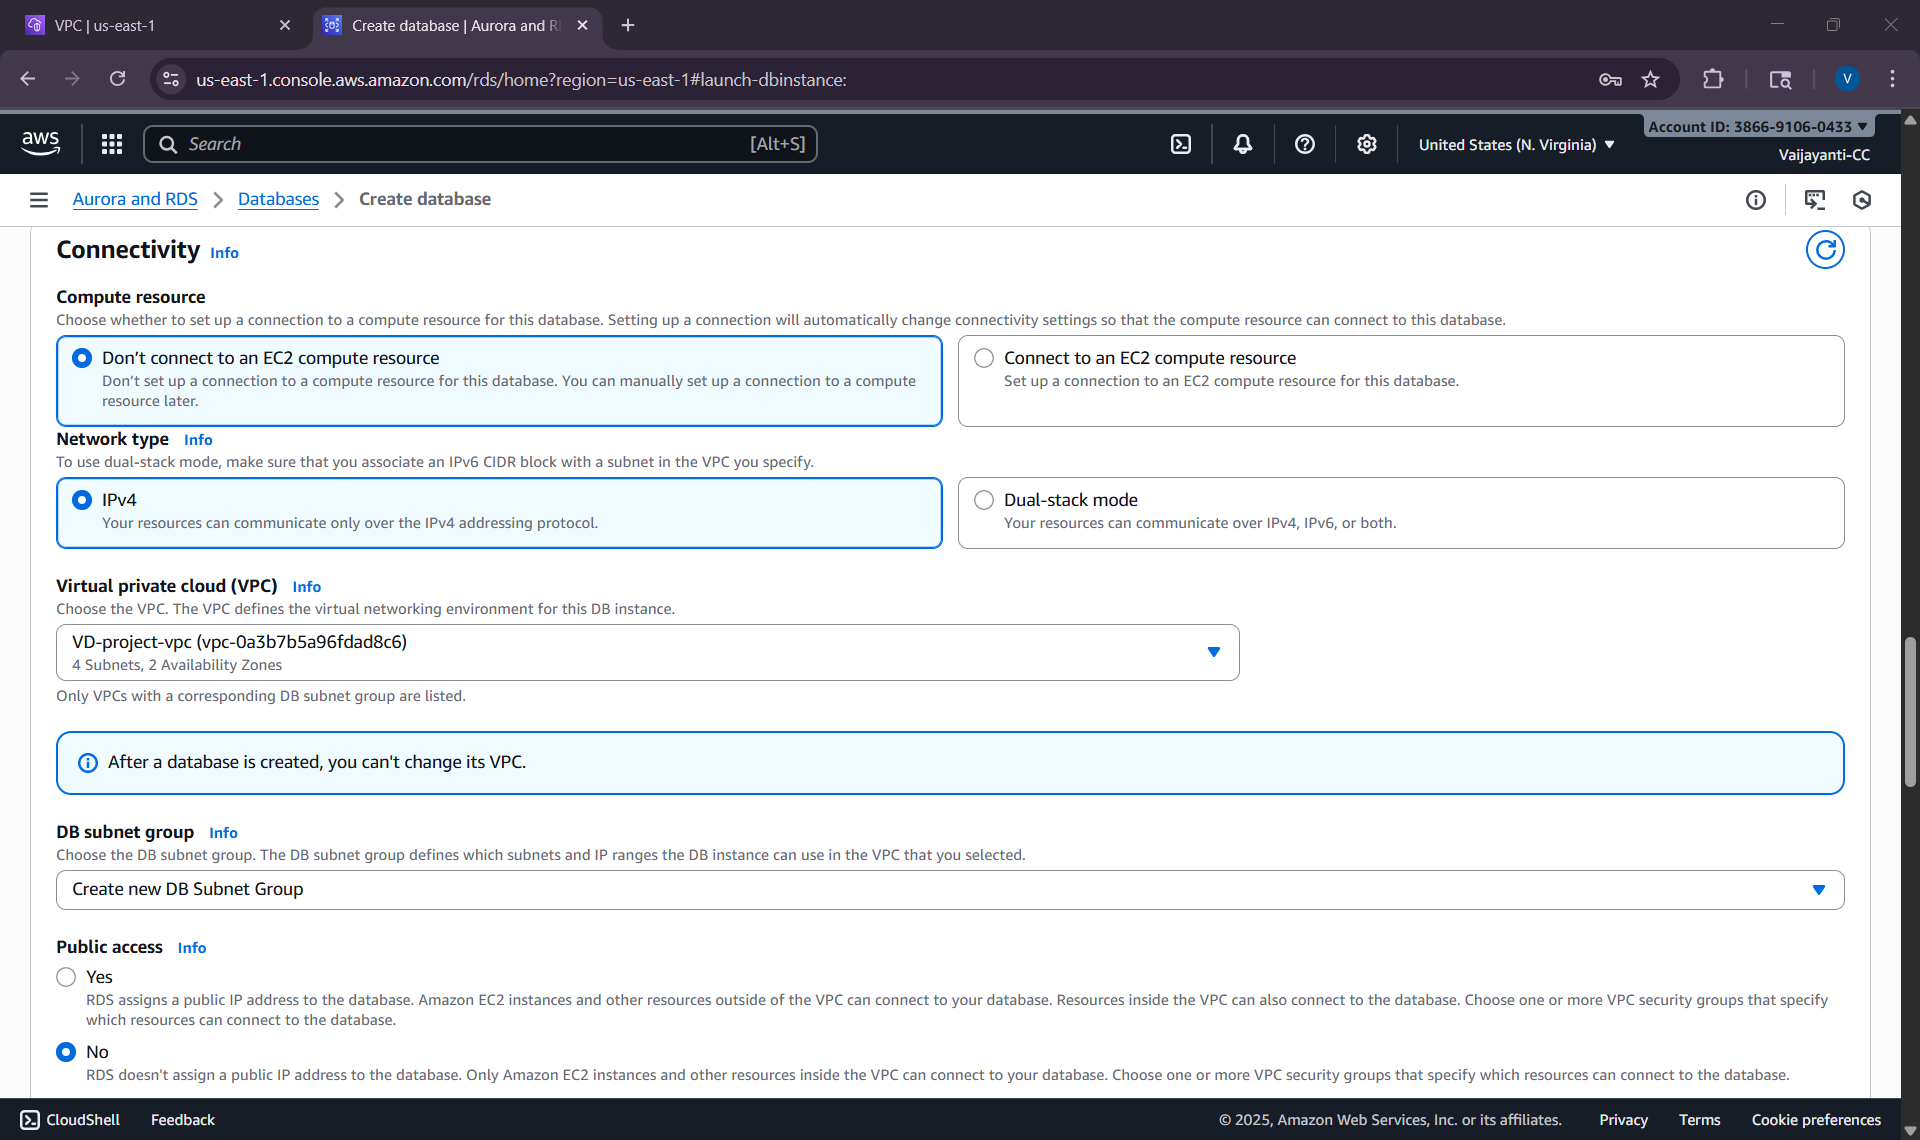 VPC | us-east-1
Create database | Aurora and R
us-east-1.console.aws.amazon.com/rds/home?region=us-east-1#launch-dbinstance:
V
aws
Search
[Alt+S]
United States (N. Virginia)
Account ID: 3866-9106-0433
Vaijayanti-CC
Aurora and RDS
Databases
Create database
Connectivity Info
Compute resource
Choose whether to set up a connection to a compute resource for this database. Setting up a connection will automatically change connectivity settings so that the compute resource can connect to this database.
Don’t connect to an EC2 compute resource
Don’t set up a connection to a compute resource for this database. You can manually set up a connection to a compute
resource later.
Connect to an EC2 compute resource
Set up a connection to an EC2 compute resource for this database.
Network type Info
To use dual-stack mode, make sure that you associate an IPv6 CIDR block with a subnet in the VPC you specify.
IPv4
Your resources can communicate only over the IPv4 addressing protocol.
Dual-stack mode
Your resources can communicate over IPv4, IPv6, or both.
Virtual private cloud (VPC) Info
Choose the VPC. The VPC defines the virtual networking environment for this DB instance.
VD-project-vpc (vpc-0a3b7b5a96fdad8c6)
4 Subnets, 2 Availability Zones
Only VPCs with a corresponding DB subnet group are listed.
After a database is created, you can't change its VPC.
DB subnet group Info
Choose the DB subnet group. The DB subnet group defines which subnets and IP ranges the DB instance can use in the VPC that you selected.
Create new DB Subnet Group
Public access Info
Yes
RDS assigns a public IP address to the database. Amazon EC2 instances and other resources outside of the VPC can connect to your database. Resources inside the VPC can also connect to the database. Choose one or more VPC security groups that specify
which resources can connect to the database.
No
RDS doesn't assign a public IP address to the database. Only Amazon EC2 instances and other resources inside the VPC can connect to your database. Choose one or more VPC security groups that specify which resources can connect to the database.
CloudShell
Feedback
© 2025, Amazon Web Services, Inc. or its affiliates.
Privacy
Terms
Cookie preferences